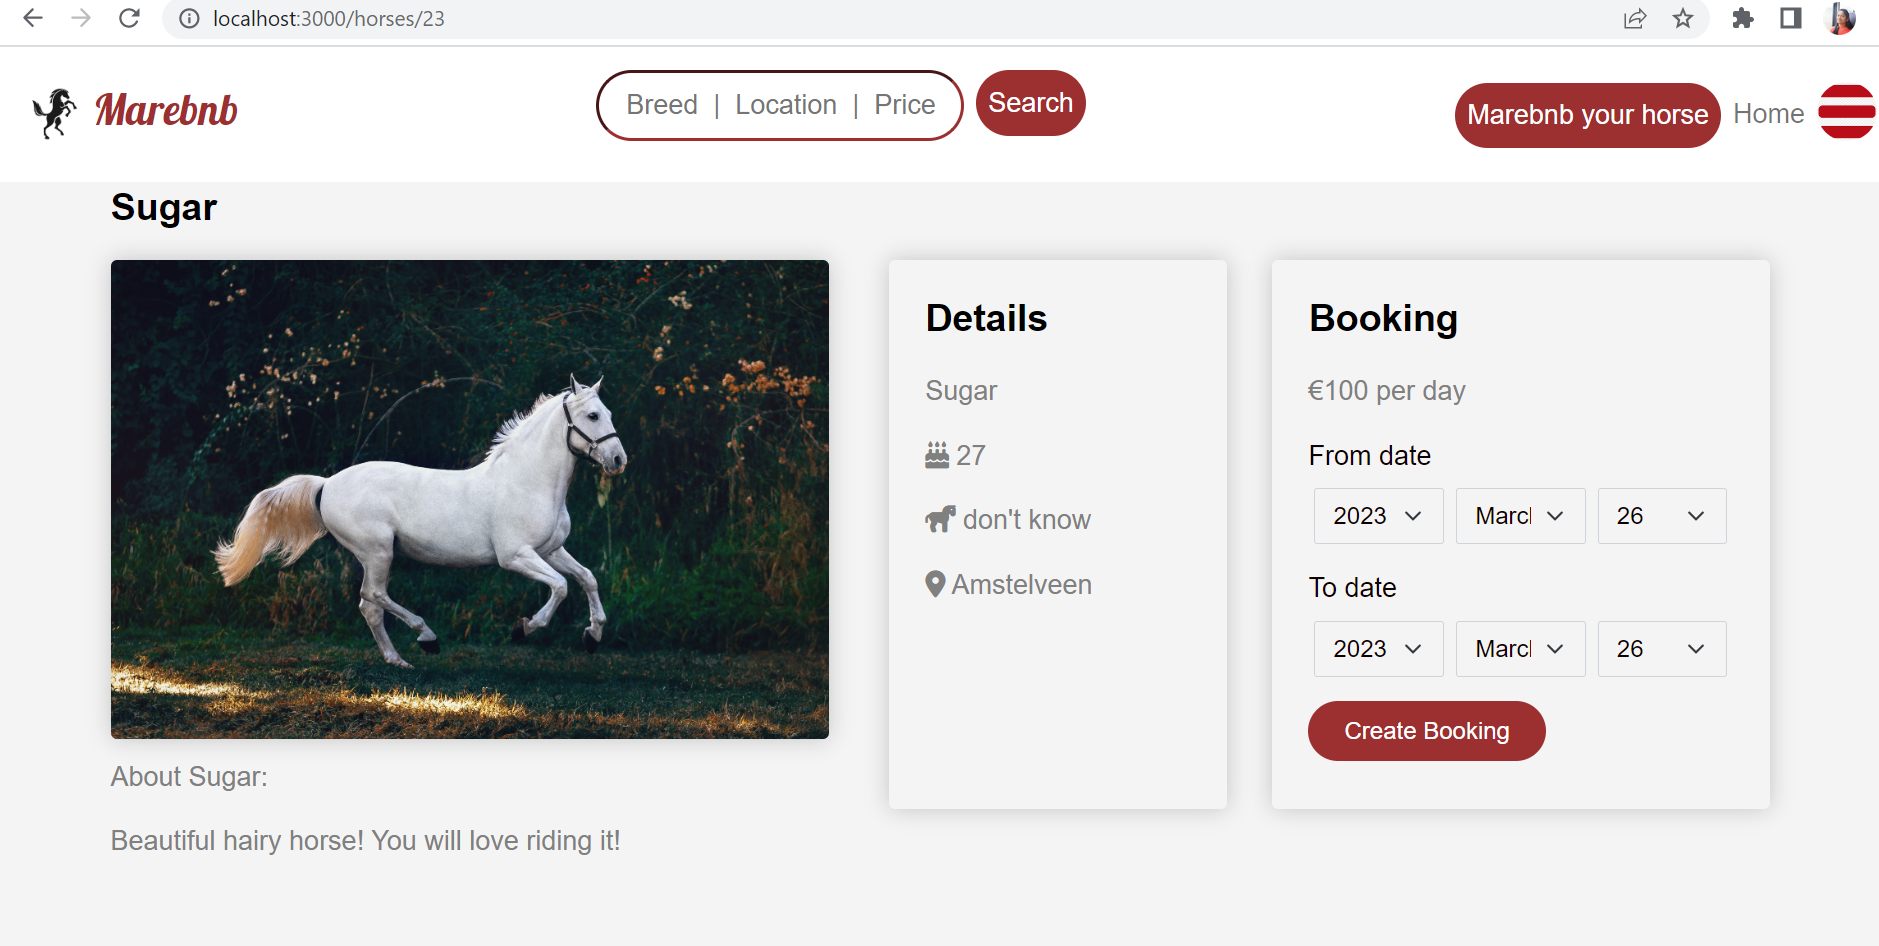 localhost:3000/horses/23
Marebnb
Breed | Location | Price
Search
Marebnb your horse
Home
Sugar
About Sugar:
Beautiful hairy horse! You will love riding it!
Details
Sugar
27
don't know
Amstelveen
Booking
€100 per day
From date
2023 Marcl 26
To date
2023 Marcl 26
Create Booking